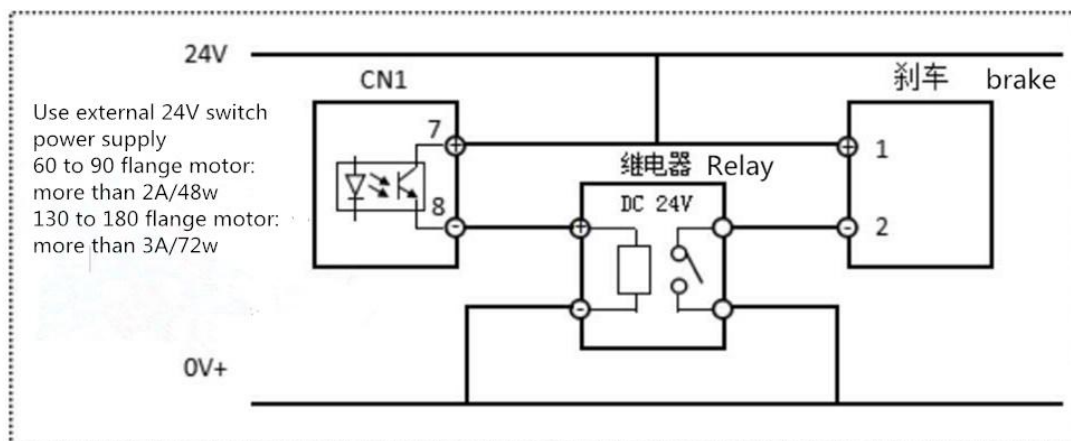 24V
CN1
刹车 brake
Use external 24V switch
power supply
60 to 90 flange motor:
more than 2A/48w
130 to 180 flange motor:
more than 3A/72w
7
+
+
1
继电器 Relay
DC 24V
8
-
+
-
2
-
0V+